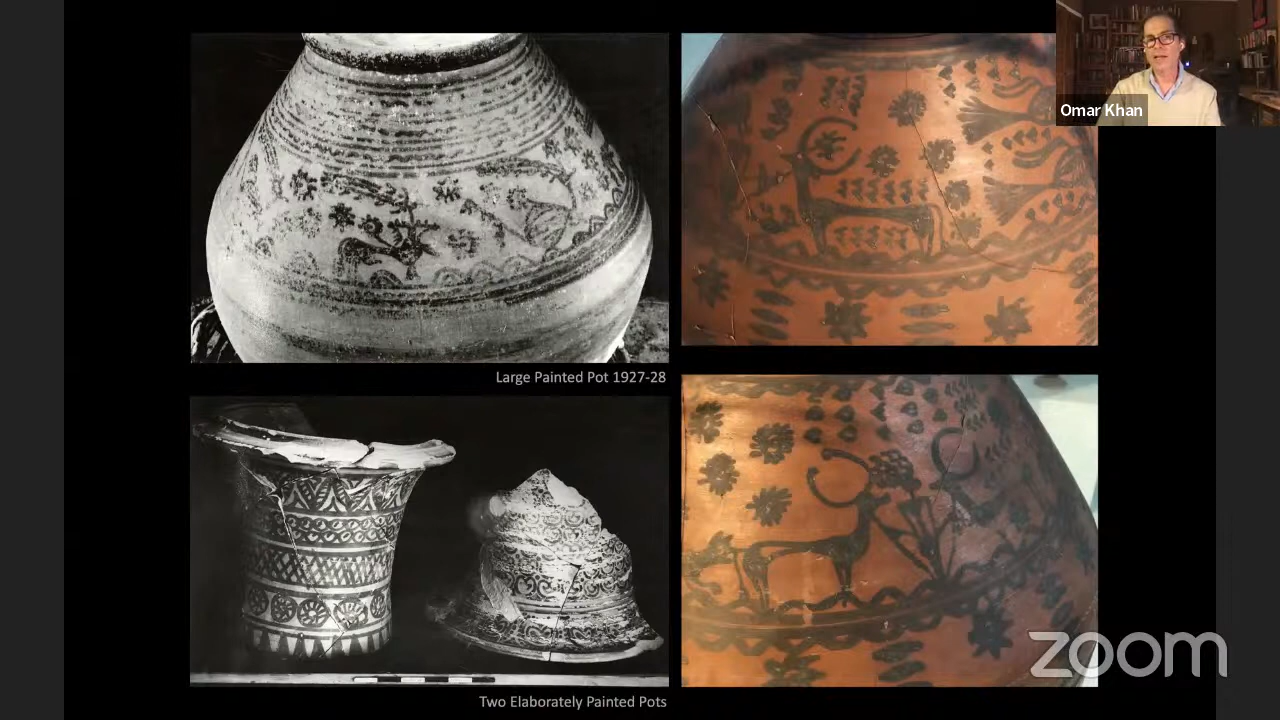 Omar Khan
Large Painted Pot 1927-28
Two Elaborately Painted Pots
zoom